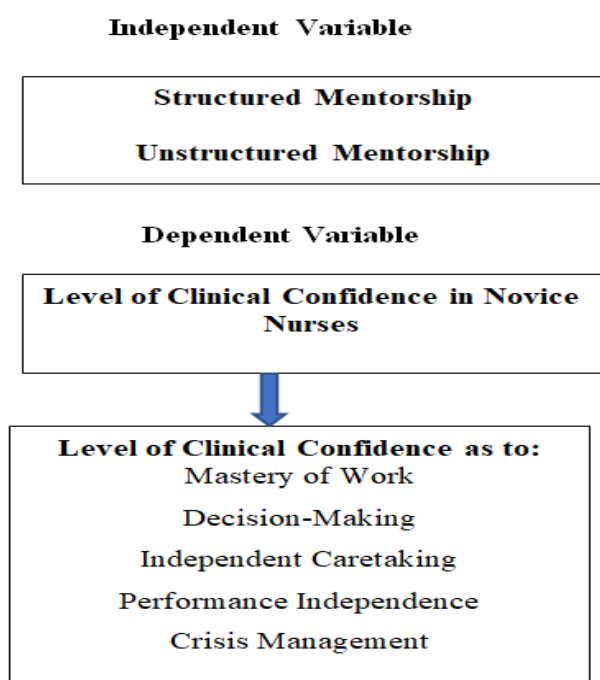 Independent Variable
Structured Mentorship
Unstructured Mentorship
Dependent Variable
Level of Clinical Confidence in Novice
Nurses
Level of Clinical Confidence as to:
Mastery of Work
Decision-Making
Independent Caretaking
Performance Independence
Crisis Management